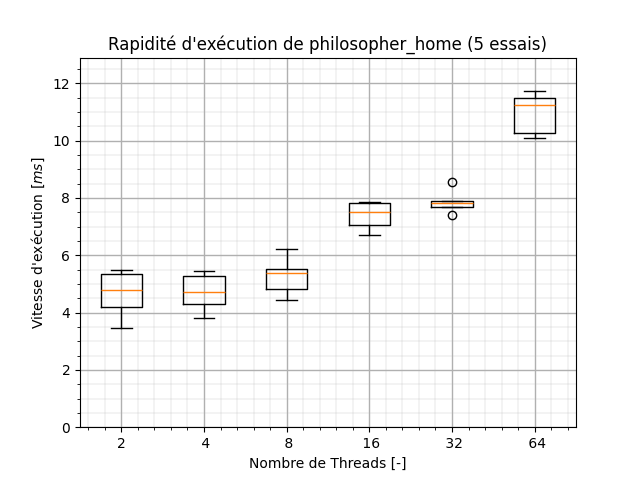 Rapidité d'exécution de philosopher_home (5 essais)
Vitesse d'exécution [ms]
12
10
8
6
4
2
0
2 4 8 16 32 64
Nombre de Threads [-]